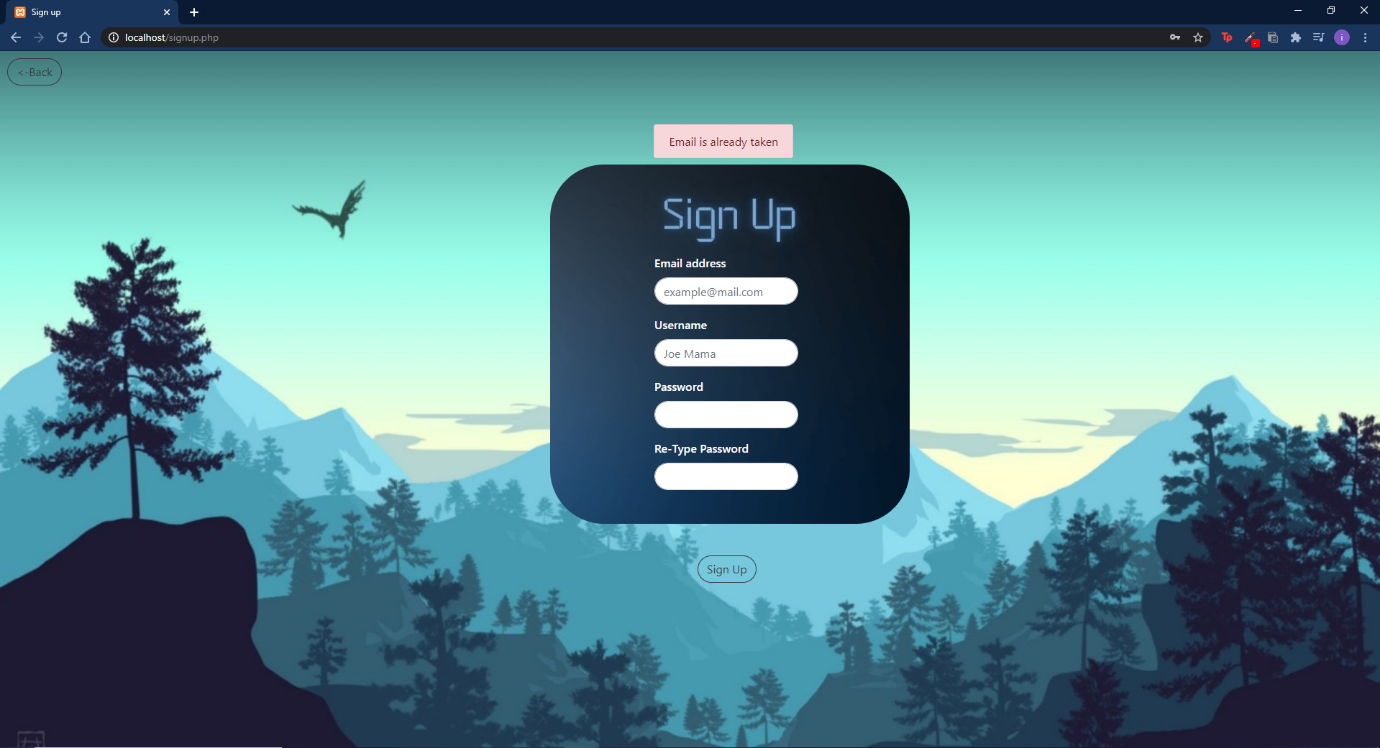 Sign up
localhost/signup.php
Tp
i
<-Back
Email is already taken
Sign Up
Email address
example@mail.com
Username
Joe Mama
Password
Re-Type Password
Sign Up